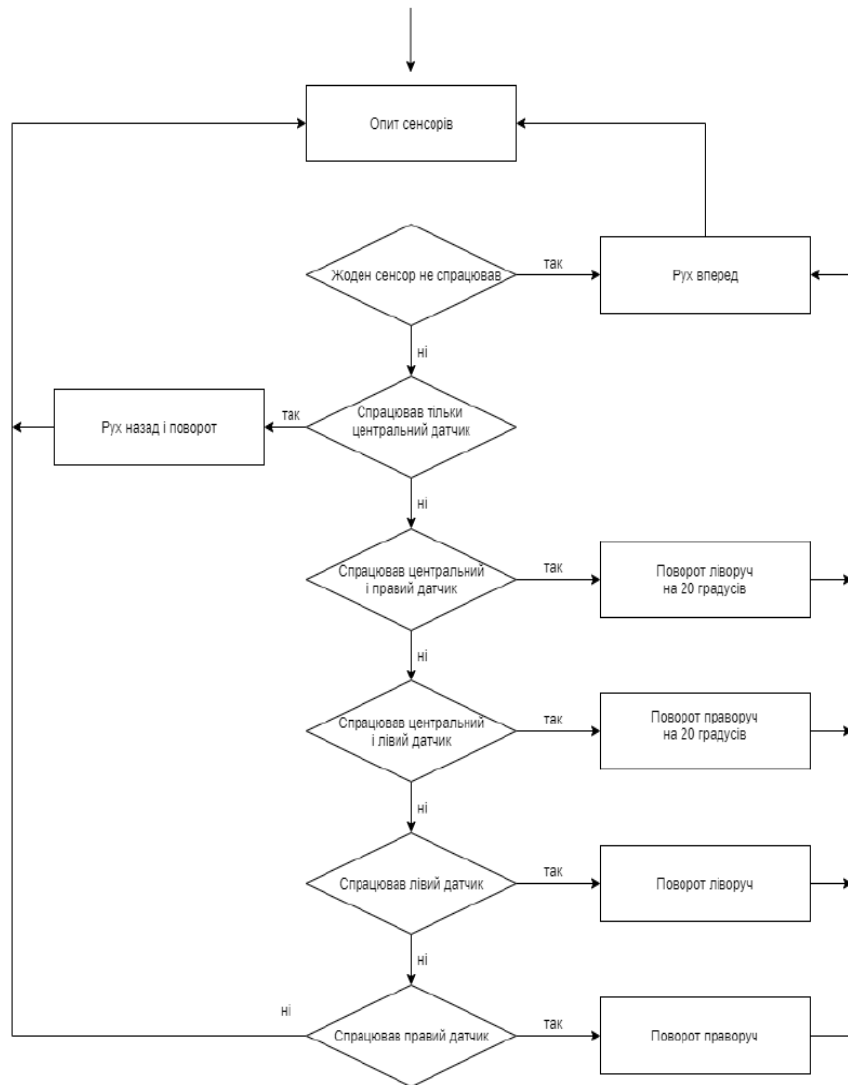 Опит сенсорів
Жоден сенсор не спрацював
так
Рух вперед
ні
Спрацював тільки
центральний датчик
так
Рух назад і поворот
ні
Спрацював центральний
і правий датчик
так
Поворот ліворуч
на 20 градусів
ні
Спрацював центральний
і лівий датчик
так
Поворот праворуч
на 20 градусів
ні
Спрацював лівий датчик
так
Поворот ліворуч
ні
Спрацював правий датчик
ні
так
Поворот праворуч